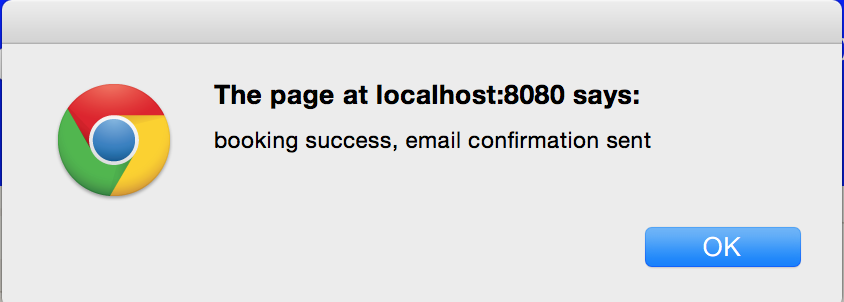 The page at localhost:8080 says:
booking success, email confirmation sent
OK